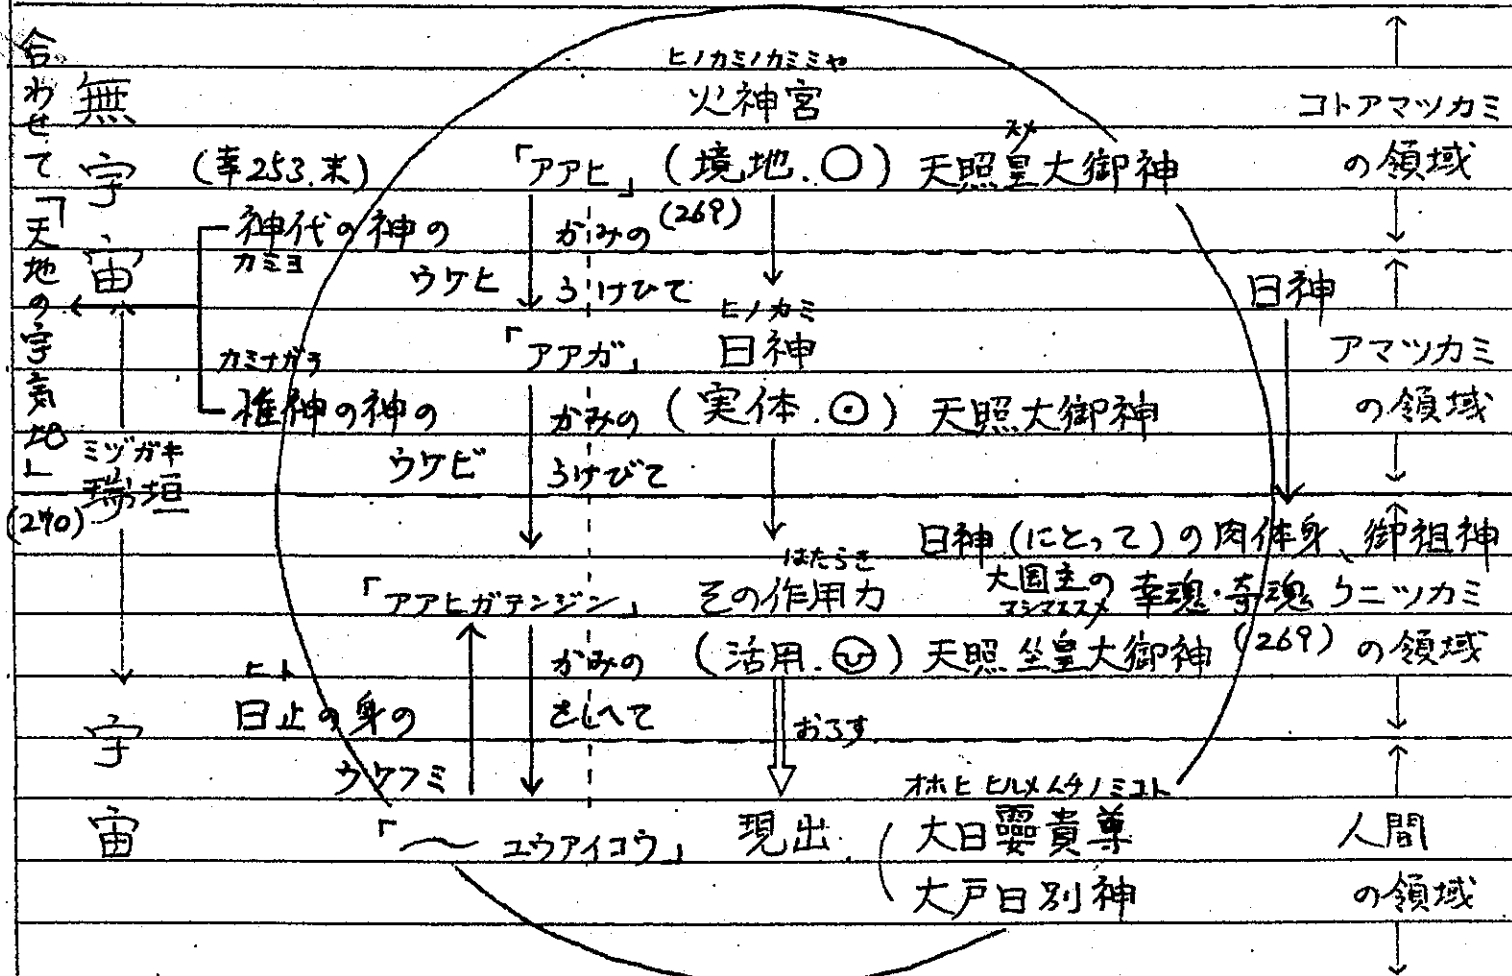 ヒノカミノカミミヤ
火神宮
コトアマツカミ
の領域
合わせて「天地の宇気比」
(270)
無
宇
宙
(幸253.末)
「アアヒ」(境地.○)天照皇大御神
スメ
(269)
神代の神の
カミヨ
ウケヒ
かみの
うけひて
ヒノカミ
日神
アマツカミ
の領域
「アアガ」 日神
カミナガラ
惟神の神の
ウケビ
かみの
うけびて
(実体.⊙)天照大御神
ミヅガキ
瑞垣
日神(にとって)の肉体身、御祖神
大国主の幸魂・奇魂
クニツカミ
の領域
「アアヒガテンジン」
はたらき
その作用力
(活用.)天照坐皇大御神
(269)
ヒト
日止の身の
ウケフミ
かみの
おろす
宇
宙
「〜ユウアイコウ」 現出
オホヒヒルメムチノミコト
大日孁貴尊
大戸日別神
人間
の領域